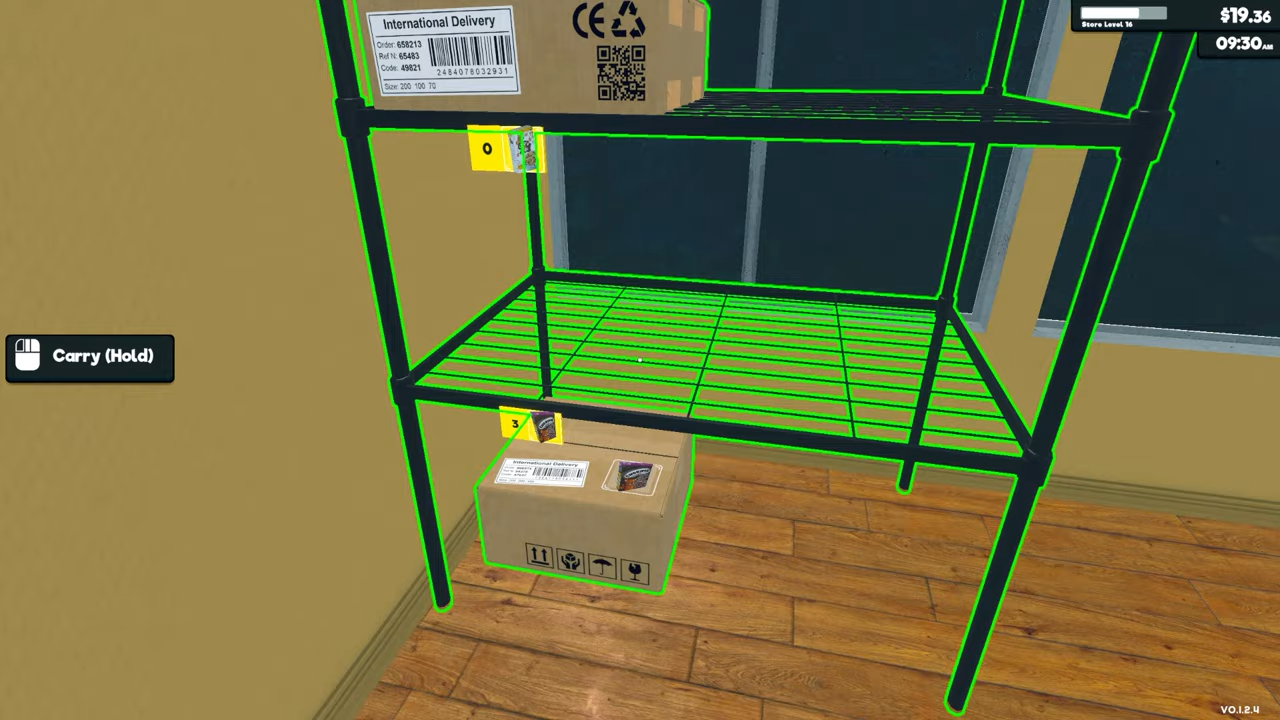 International Delivery
Order: 658213
Ref N: 65483
Code: 49821
2484078032931
Size: 200 100 70
CE
$19.36
Store Level 16
09:30AM
0
Carry (Hold)
3
International Delivery
V0.1.2.4